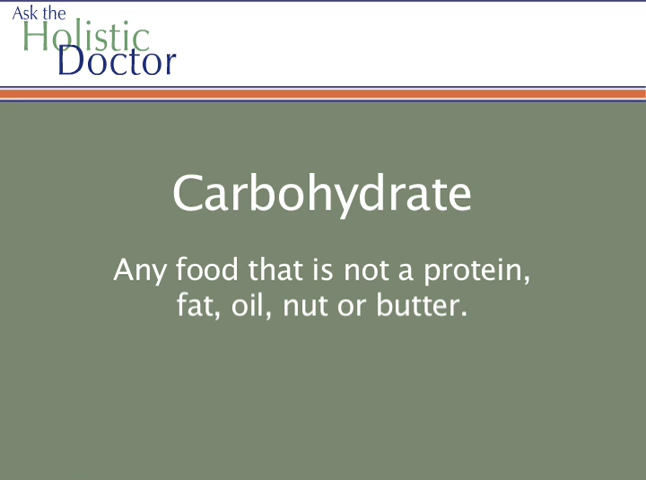 Ask the
Holistic
Doctor
Carbohydrate
Any food that is not a protein,
fat, oil, nut or butter.